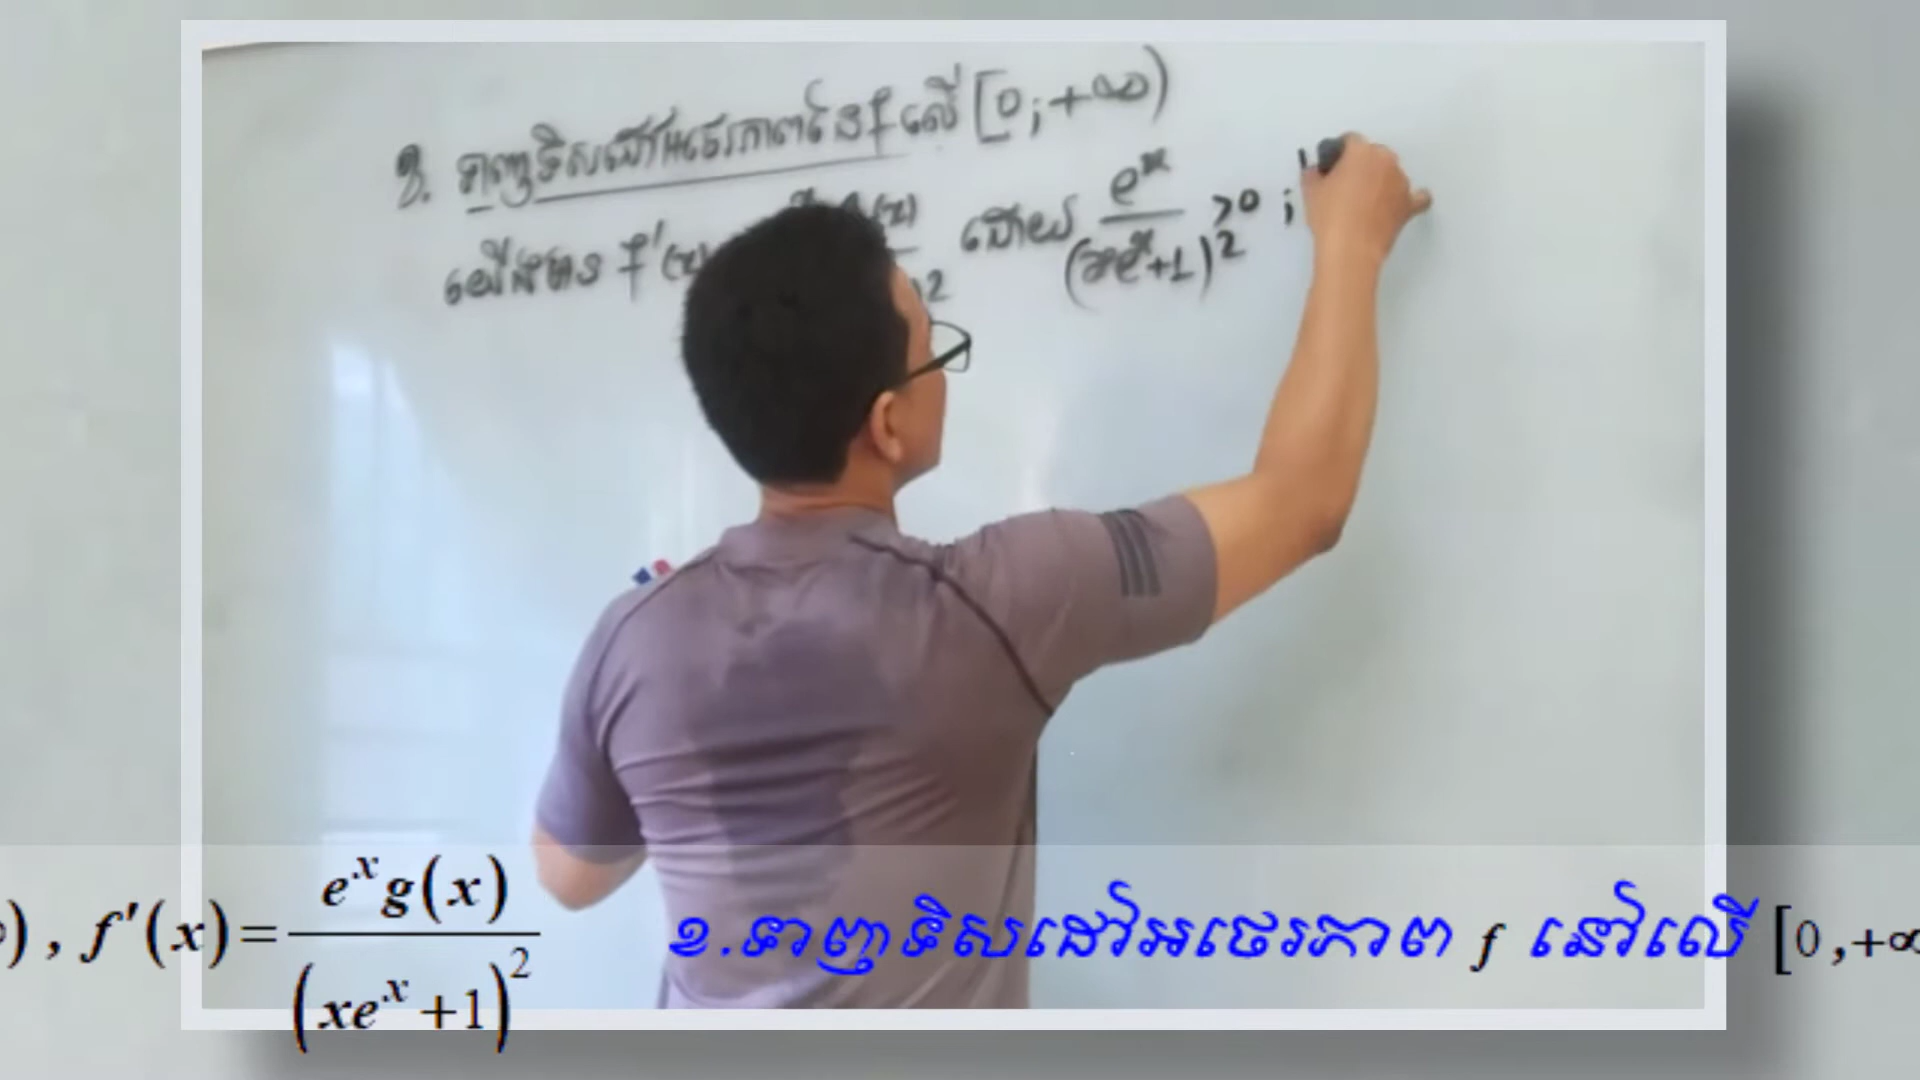 ខ. ទាញទិសដៅអថេរភាពនៃ f លើ [0;+∞)
យើងមាន f'(x) (x) 2 ដោយ e^x/(xe^x+1)^2 >0 ;
), f'(x)= e^x g(x)/(xe^x+1)^2 ខ.ទាញទិសដៅអថេរភាព f នៅលើ [0,+∞